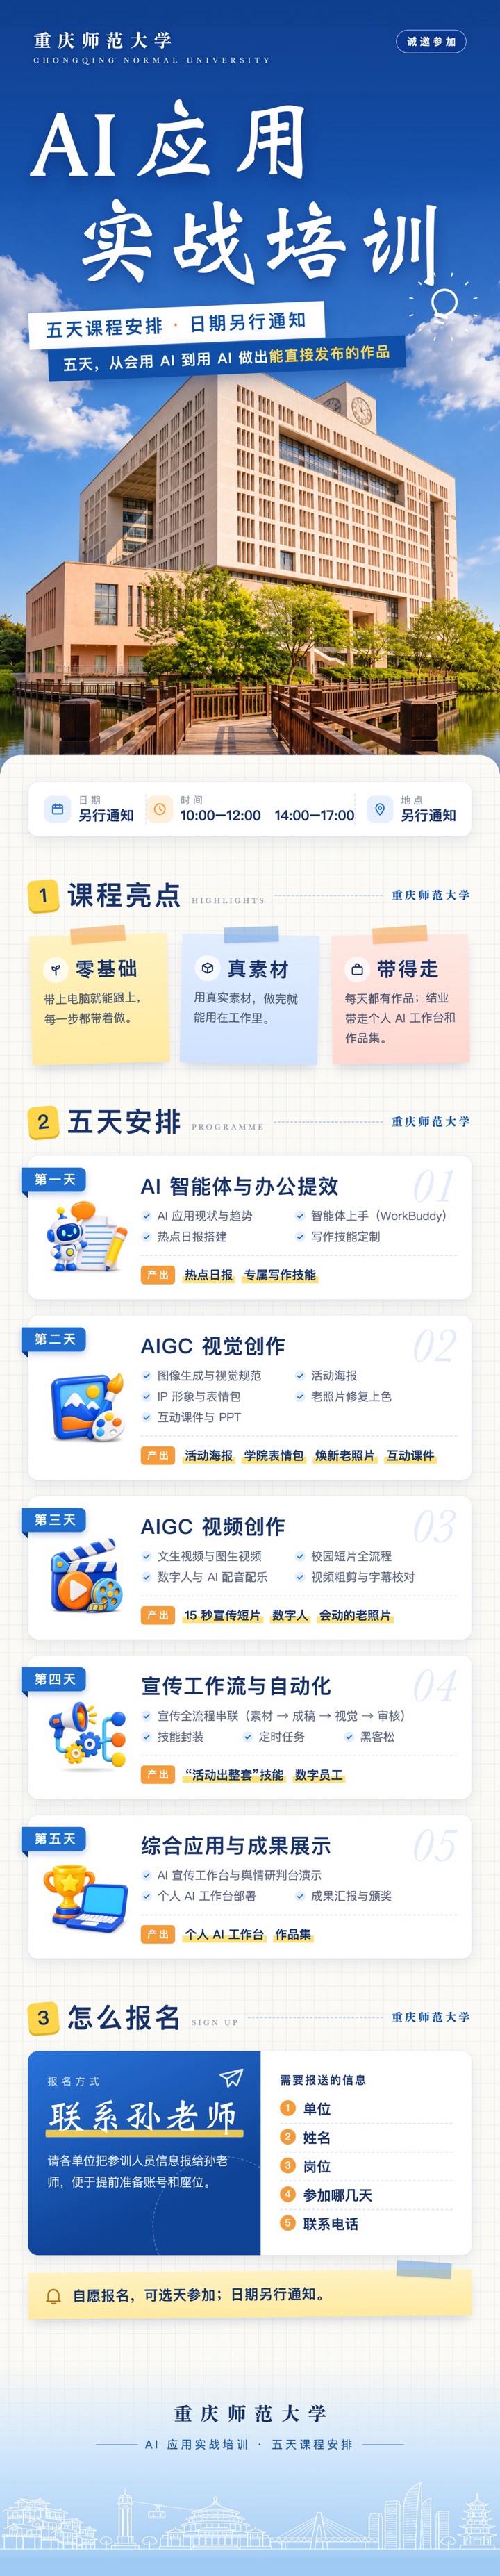 重庆师范大学
CHONGQING NORMAL UNIVERSITY
诚邀参加
AI应用
实战培训
五天课程安排 · 日期另行通知
五天，从会用 AI 到用 AI 做出能直接发布的作品
日期
另行通知
时间
10:00—12:00 14:00—17:00
地点
另行通知
1 课程亮点 HIGHLIGHTS 重庆师范大学
零基础
带上电脑就能跟上，
每一步都带着做。
真素材
用真实素材，做完就
能用在工作里。
带得走
每天都有作品；结业
带走个人 AI 工作台和
作品集。
2 五天安排 PROGRAMME 重庆师范大学
第一天
AI 智能体与办公提效
01
AI 应用现状与趋势
智能体上手（WorkBuddy）
热点日报搭建
写作技能定制
产出 热点日报 专属写作技能
第二天
AIGC 视觉创作
02
图像生成与视觉规范
活动海报
IP 形象与表情包
老照片修复上色
互动课件与 PPT
产出 活动海报 学院表情包 焕新老照片 互动课件
第三天
AIGC 视频创作
03
文生视频与图生视频
校园短片全流程
数字人与 AI 配音配乐
视频粗剪与字幕校对
产出 15 秒宣传短片 数字人 会动的老照片
第四天
宣传工作流与自动化
04
宣传全流程串联（素材 → 成稿 → 视觉 → 审核）
技能封装
定时任务
黑客松
产出 “活动出整套”技能 数字员工
第五天
综合应用与成果展示
05
AI 宣传工作台与舆情研判台演示
个人 AI 工作台部署
成果汇报与颁奖
产出 个人 AI 工作台 作品集
3 怎么报名 SIGN UP 重庆师范大学
报名方式
联系孙老师
请各单位把参训人员信息报给孙老
师，便于提前准备账号和座位。
需要报送的信息
1 单位
2 姓名
3 岗位
4 参加哪几天
5 联系电话
自愿报名，可选天参加；日期另行通知。
重庆师范大学
AI 应用实战培训 · 五天课程安排